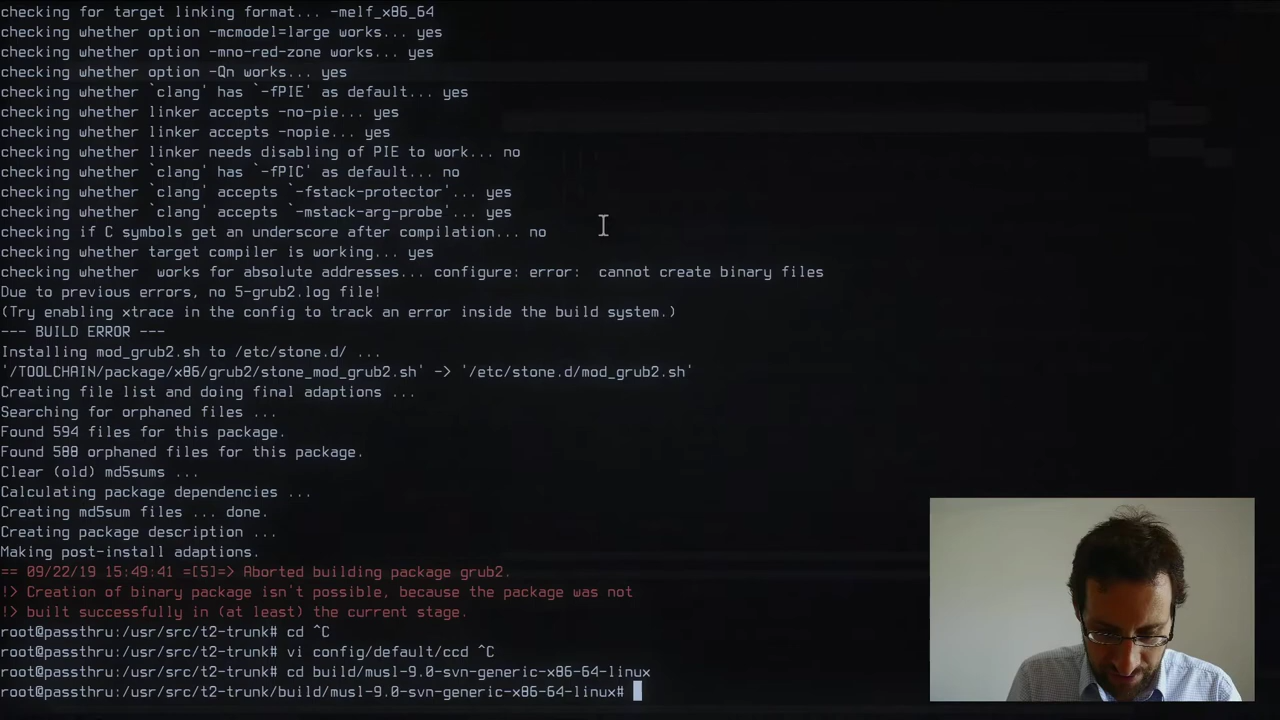 checking for target linking format... -melf_x86_64
checking whether option -mcmodel=large works... yes
checking whether option -mno-red-zone works... yes
checking whether option -Qn works... yes
checking whether `clang' has `-fPIE' as default... yes
checking whether linker accepts -no-pie... yes
checking whether linker accepts -nopie... yes
checking whether linker needs disabling of PIE to work... no
checking whether `clang' has `-fPIC' as default... no
checking whether `clang' accepts `-fstack-protector'... yes
checking whether `clang' accepts `-mstack-arg-probe'... yes
checking if C symbols get an underscore after compilation... no
checking whether target compiler is working... yes
checking whether  works for absolute addresses... configure: error:  cannot create binary files
Due to previous errors, no 5-grub2.log file!
(Try enabling xtrace in the config to track an error inside the build system.)
--- BUILD ERROR ---
Installing mod_grub2.sh to /etc/stone.d/ ...
'/TOOLCHAIN/package/x86/grub2/stone_mod_grub2.sh' -> '/etc/stone.d/mod_grub2.sh'
Creating file list and doing final adaptions ...
Searching for orphaned files ...
Found 594 files for this package.
Found 588 orphaned files for this package.
Clear (old) md5sums ...
Calculating package dependencies ...
Creating md5sum files ... done.
Creating package description ...
Making post-install adaptions.
== 09/22/19 15:49:41 =[5]=> Aborted building package grub2.
!> Creation of binary package isn't possible, because the package was not
!> built successfully in (at least) the current stage.
root@passthru:/usr/src/t2-trunk# cd ^C
root@passthru:/usr/src/t2-trunk# vi config/default/ccd ^C
root@passthru:/usr/src/t2-trunk# cd build/musl-9.0-svn-generic-x86-64-linux
root@passthru:/usr/src/t2-trunk/build/musl-9.0-svn-generic-x86-64-linux#